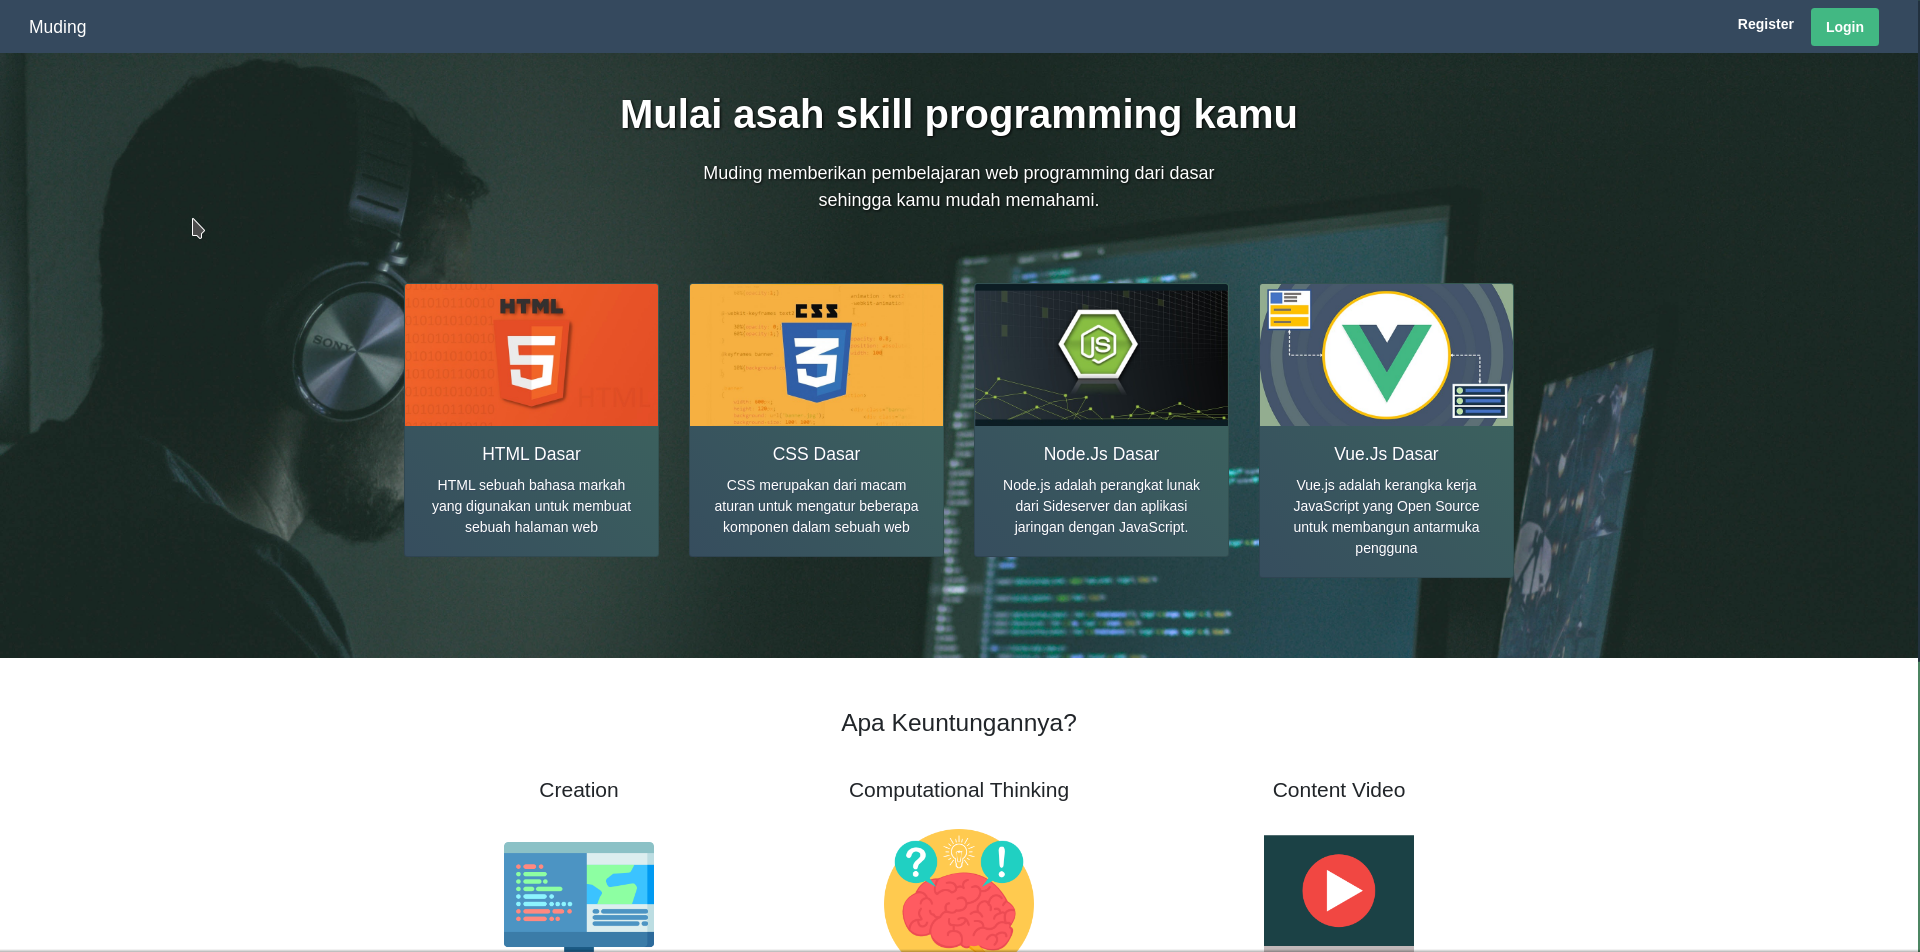 Muding
Register
Login
Mulai asah skill programming kamu
Muding memberikan pembelajaran web programming dari dasar
sehingga kamu mudah memahami.
SONY
HTML
5
HTML
HTML Dasar
HTML sebuah bahasa markah
yang digunakan untuk membuat
sebuah halaman web
CSS
3
CSS Dasar
CSS merupakan dari macam
aturan untuk mengatur beberapa
komponen dalam sebuah web
JS
Node.Js Dasar
Node.js adalah perangkat lunak
dari Sideserver dan aplikasi
jaringan dengan JavaScript.
Vue.Js Dasar
Vue.js adalah kerangka kerja
JavaScript yang Open Source
untuk membangun antarmuka
pengguna
Apa Keuntungannya?
Creation
Computational Thinking
? !
Content Video